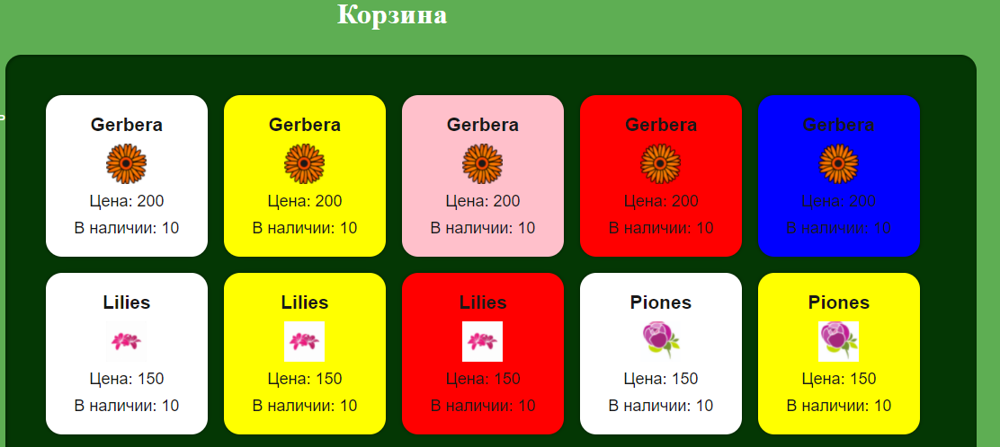 Корзина
Gerbera Gerbera Gerbera Gerbera Gerbera
Цена: 200 Цена: 200 Цена: 200 Цена: 200 Цена: 200
В наличии: 10 В наличии: 10 В наличии: 10 В наличии: 10 В наличии: 10
Lilies Lilies Lilies Piones Piones
Цена: 150 Цена: 150 Цена: 150 Цена: 150 Цена: 150
В наличии: 10 В наличии: 10 В наличии: 10 В наличии: 10 В наличии: 10